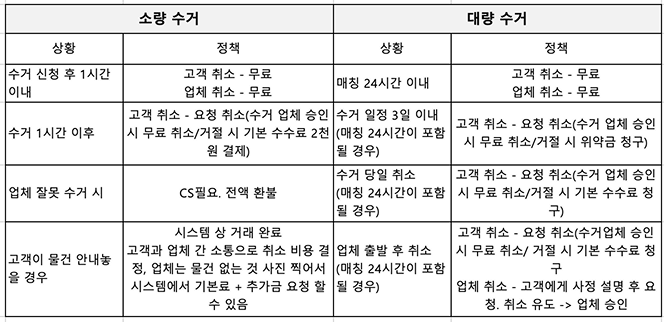 소량 수거
대량 수거
상황
정책
상황
정책
수거 신청 후 1시간
이내
고객 취소 - 무료
업체 취소 - 무료
매칭 24시간 이내
고객 취소 - 무료
업체 취소 - 무료
수거 1시간 이후
고객 취소 - 요청 취소(수거 업체 승인
시 무료 취소/거절 시 기본 수수료 2천
원 결제)
수거 일정 3일 이내
(매칭 24시간이 포함
될 경우)
고객 취소 - 요청 취소(수거 업체 승인
시 무료 취소/거절 시 위약금 청구)
업체 잘못 수거 시
CS필요. 전액 환불
수거 당일 취소
(매칭 24시간이 포함
될 경우)
고객 취소 - 요청 취소(수거 업체 승인
시 무료 취소/거절 시 기본 수수료 청
구)
고객이 물건 안내놓
을 경우
시스템 상 거래 완료
고객과 업체 간 소통으로 취소 비용 결
정, 업체는 물건 없는 것 사진 찍어서
시스템에서 기본료 + 추가금 요청 할
수 있음
업체 출발 후 취소
(매칭 24시간이 포함
될 경우)
고객 취소 - 요청 취소(수거업체 승인
시 무료 취소/ 거절 시 기본 수수료 청
구
업체 취소 - 고객에게 사정 설명 후 요
청. 취소 유도 -> 업체 승인